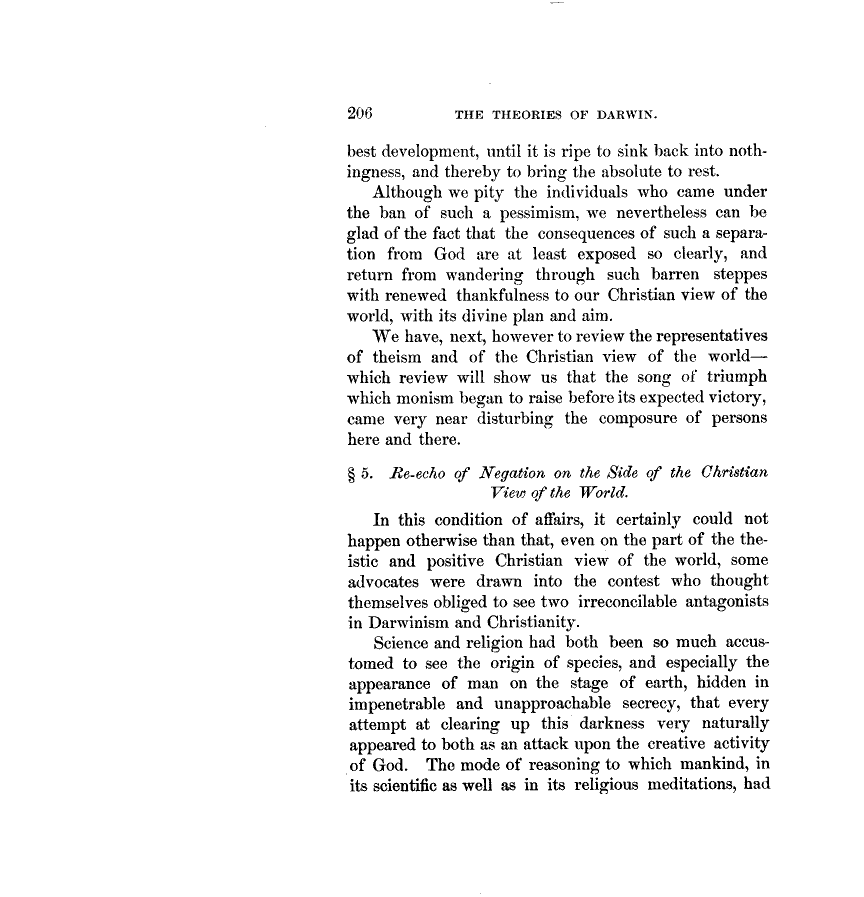 206 THE THEORIES OF DARWIN.
best development, until it is ripe to sink back into noth-
ingness, and thereby to bring the absolute to rest.
Although we pity the individuals who came under
the ban of such a pessimism, we nevertheless can be
glad of the fact that the consequences of such a separa-
tion from God are at least exposed so clearly, and
return from wandering through such barren steppes
with renewed thankfulness to our Christian view of the
world, with its divine plan and aim.
We have, next, however to review the representatives
of theism and of the Christian view of the world—
which review will show us that the song of triumph
which monism began to raise before its expected victory,
came very near disturbing the composure of persons
here and there.
§ 5. Re-echo of Negation on the Side of the Christian
View of the World.
In this condition of affairs, it certainly could not
happen otherwise than that, even on the part of the the-
istic and positive Christian view of the world, some
advocates were drawn into the contest who thought
themselves obliged to see two irreconcilable antagonists
in Darwinism and Christianity.
Science and religion had both been so much accus-
tomed to see the origin of species, and especially the
appearance of man on the stage of earth, hidden in
impenetrable and unapproachable secrecy, that every
attempt at clearing up this darkness very naturally
appeared to both as an attack upon the creative activity
of God. The mode of reasoning to which mankind, in
its scientific as well as in its religious meditations, had